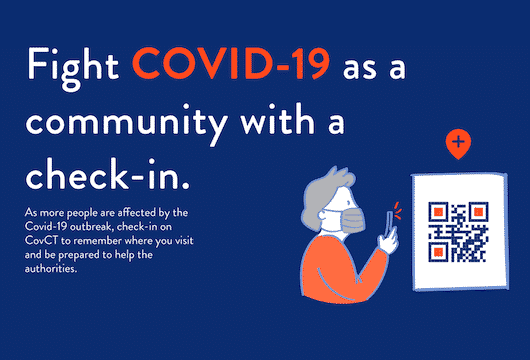 Fight COVID-19 as a
community with a
check-in.
As more people are affected by the
Covid-19 outbreak, check-in on
CovCT to remember where you visit
and be prepared to help the
authorities.